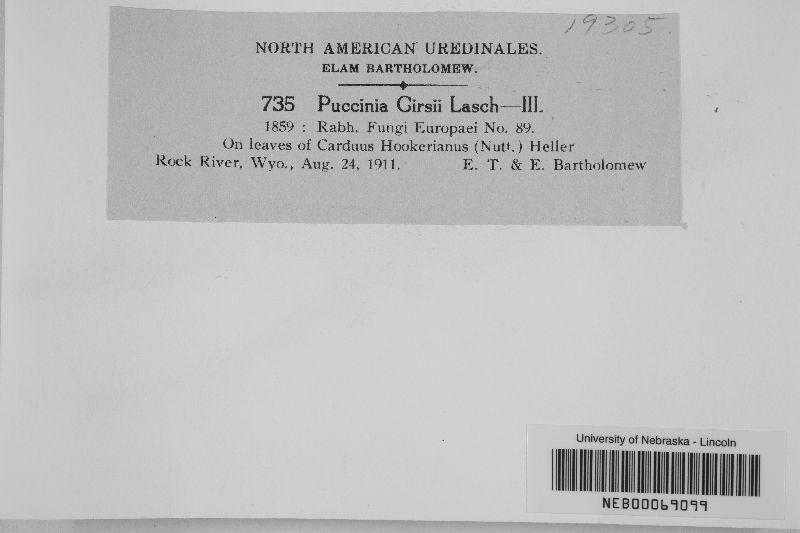 19305.
NORTH AMERICAN UREDINALES.
ELAM BARTHOLOMEW.
735 Puccinia Cirsii Lasch—III.
1859 : Rabh. Fungi Europaei No. 89.
On leaves of Carduus Hookerianus (Nutt.) Heller
Rock River, Wyo., Aug. 24, 1911. E. T. & E. Bartholomew
University of Nebraska - Lincoln
NEB00069099